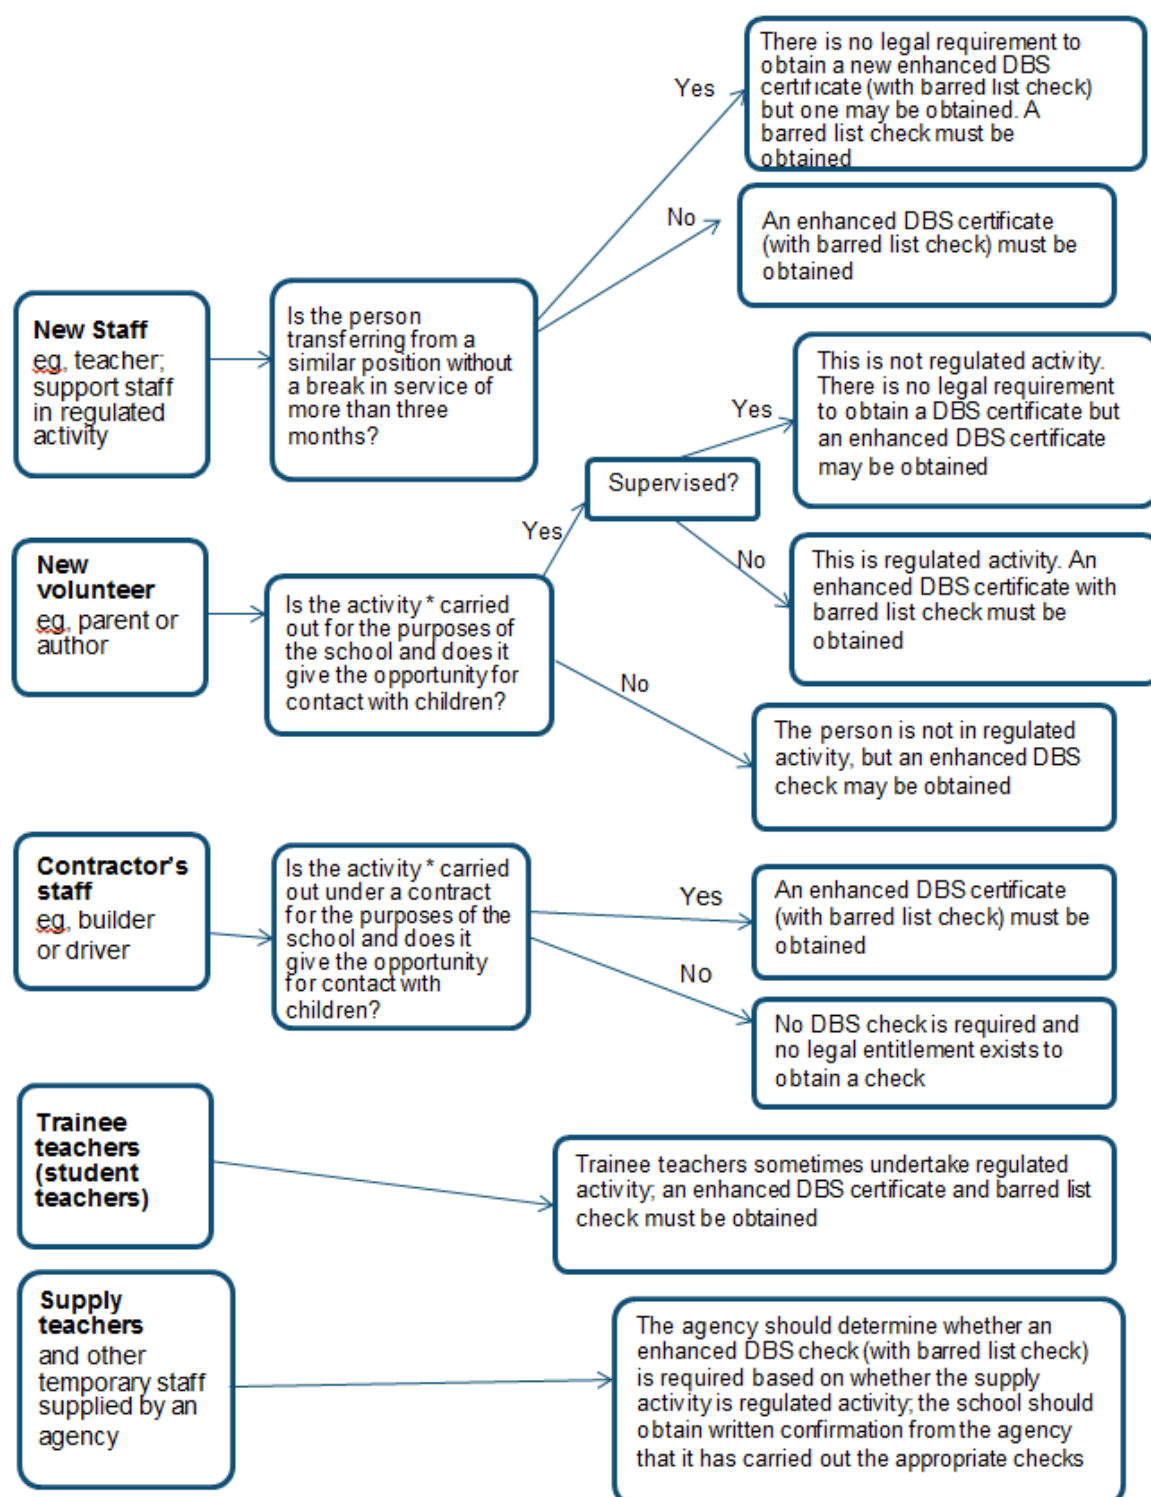 There is no legal requirement to
obtain a new enhanced DBS
certificate (with barred list check)
but one may be obtained. A
barred list check must be
obtained
Yes
No
An enhanced DBS certificate
(with barred list check) must be
obtained
New Staff
eg, teacher;
support staff
in regulated
activity
Is the person
transferring from a
similar position without
a break in service of
more than three
months?
This is not regulated activity.
There is no legal requirement
to obtain a DBS certificate but
an enhanced DBS certificate
may be obtained
Yes
Supervised?
Yes
No
This is regulated activity. An
enhanced DBS certificate with
barred list check must be
obtained
New
volunteer
eg, parent or
author
Is the activity * carried
out for the purposes of
the school and does it
give the opportunity for
contact with children?
No
The person is not in regulated
activity, but an enhanced DBS
check may be obtained
Contractor's
staff
eg, builder
or driver
Is the activity * carried
out under a contract
for the purposes of the
school and does it
give the opportunity
for contact with
children?
Yes
An enhanced DBS certificate
(with barred list check) must be
obtained
No
No DBS check is required and
no legal entitlement exists to
obtain a check
Trainee
teachers
(student
teachers)
Trainee teachers sometimes undertake regulated
activity; an enhanced DBS certificate and barred list
check must be obtained
Supply
teachers
and other
temporary staff
supplied by an
agency
The agency should determine whether an
enhanced DBS check (with barred list check)
is required based on whether the supply
activity is regulated activity; the school should
obtain written confirmation from the agency
that it has carried out the appropriate checks